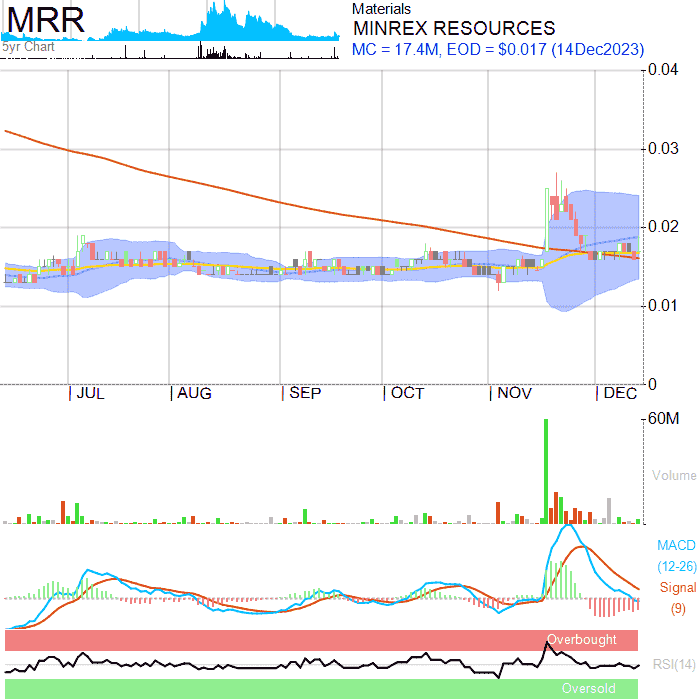 MRR
5yr Chart
Materials
MINREX RESOURCES
MC = 17.4M, EOD = $0.017 (14Dec2023)
0.04
0.03
0.02
0.01
0
JUL AUG SEP OCT NOV DEC
60M
Volume
MACD
(12-26)
Signal
(9)
Overbought
RSI(14)
Oversold